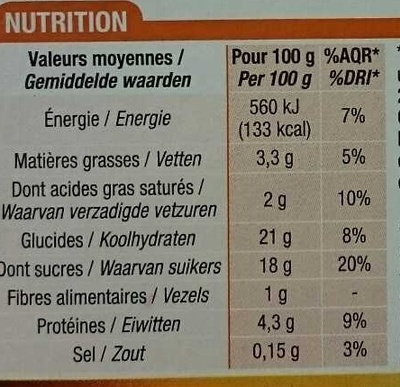 NUTRITION
Valeurs moyennes / Pour 100 g %AQR*
Gemiddelde waarden Per 100 g %DRI*
Énergie / Energie 560 kJ (133 kcal) 7%
Matières grasses / Vetten 3,3 g 5%
Dont acides gras saturés /
Waarvan verzadigde vetzuren 2 g 10%
Glucides / Koolhydraten 21 g 8%
Dont sucres / Waarvan suikers 18 g 20%
Fibres alimentaires / Vezels 1 g -
Protéines / Eiwitten 4,3 g 9%
Sel / Zout 0,15 g 3%